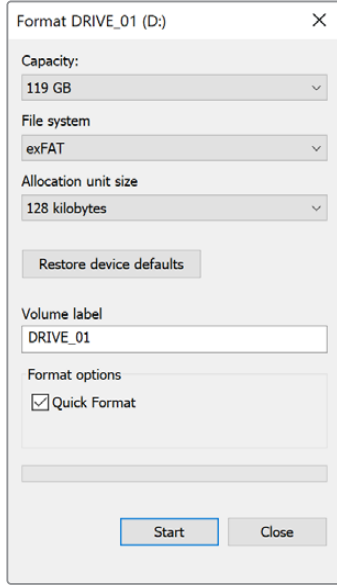 Format DRIVE_01 (D:)
Capacity:
119 GB
File system
exFAT
Allocation unit size
128 kilobytes
Restore device defaults
Volume label
DRIVE_01
Format options
Quick Format
Start Close